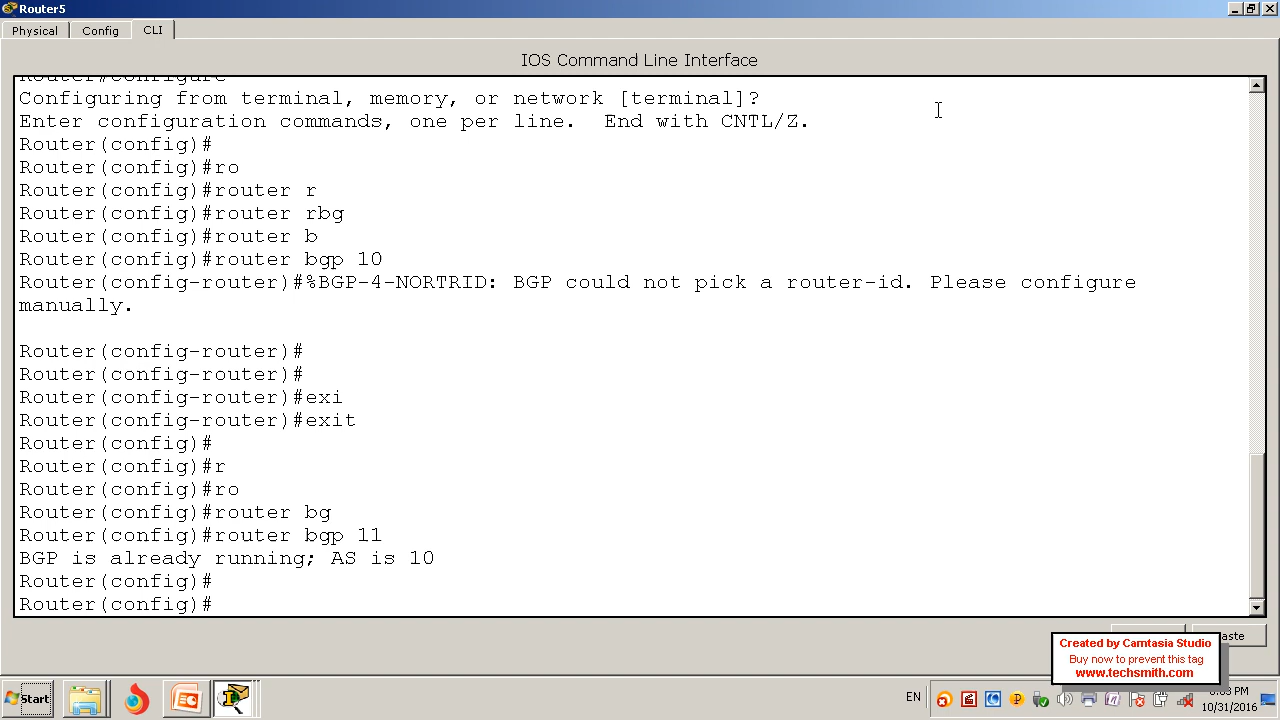 Router5
Physical
Config
CLI
IOS Command Line Interface
Router#configure
Configuring from terminal, memory, or network [terminal]?
Enter configuration commands, one per line.  End with CNTL/Z.
Router(config)#
Router(config)#ro
Router(config)#router r
Router(config)#router rbg
Router(config)#router b
Router(config)#router bgp 10
Router(config-router)#%BGP-4-NORTRID: BGP could not pick a router-id. Please configure
manually.
Router(config-router)#
Router(config-router)#
Router(config-router)#exi
Router(config-router)#exit
Router(config)#
Router(config)#r
Router(config)#ro
Router(config)#router bg
Router(config)#router bgp 11
BGP is already running; AS is 10
Router(config)#
Router(config)#
aste
Created by Camtasia Studio
Buy now to prevent this tag
www.techsmith.com
Start
EN
10/31/2016